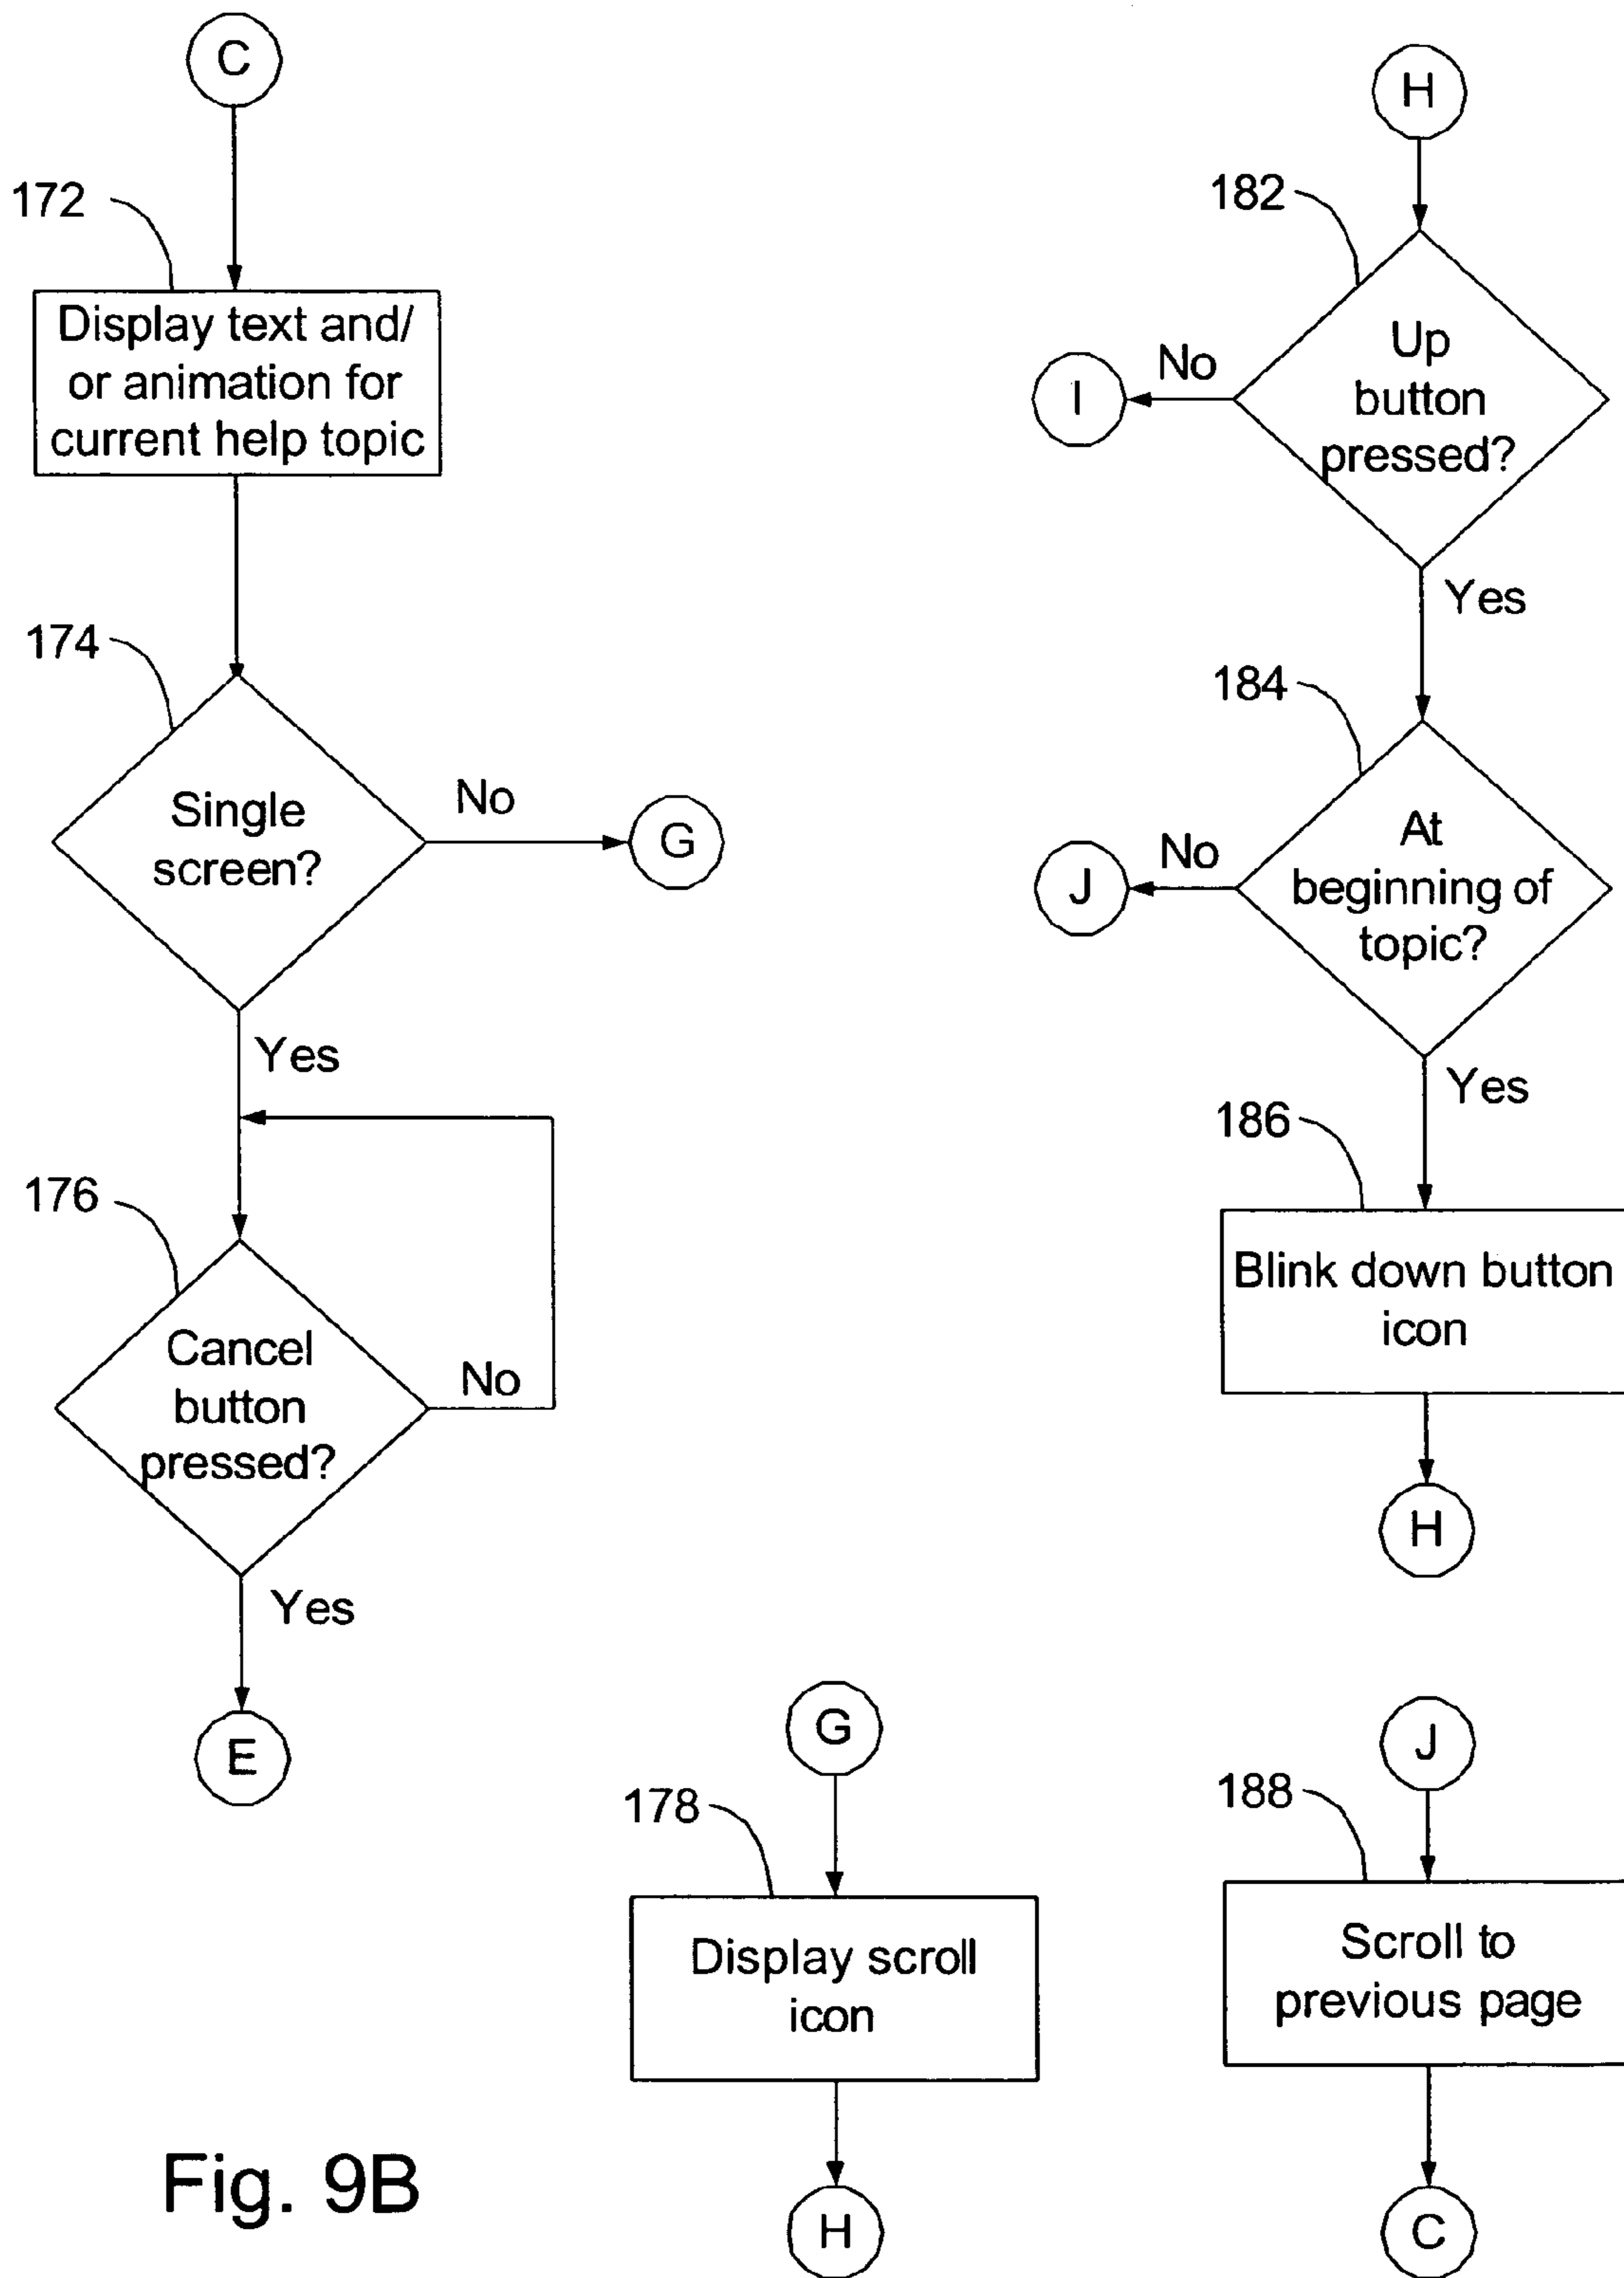 C
172
Display text and/
or animation for
current help topic
174
Single
screen?
No
G
Yes
176
Cancel
button
pressed?
No
Yes
E
G
178
Display scroll
icon
H
H
182
Up
button
pressed?
No
I
Yes
184
At
beginning of
topic?
No
J
Yes
186
Blink down button
icon
H
J
188
Scroll to
previous page
C
Fig. 9B